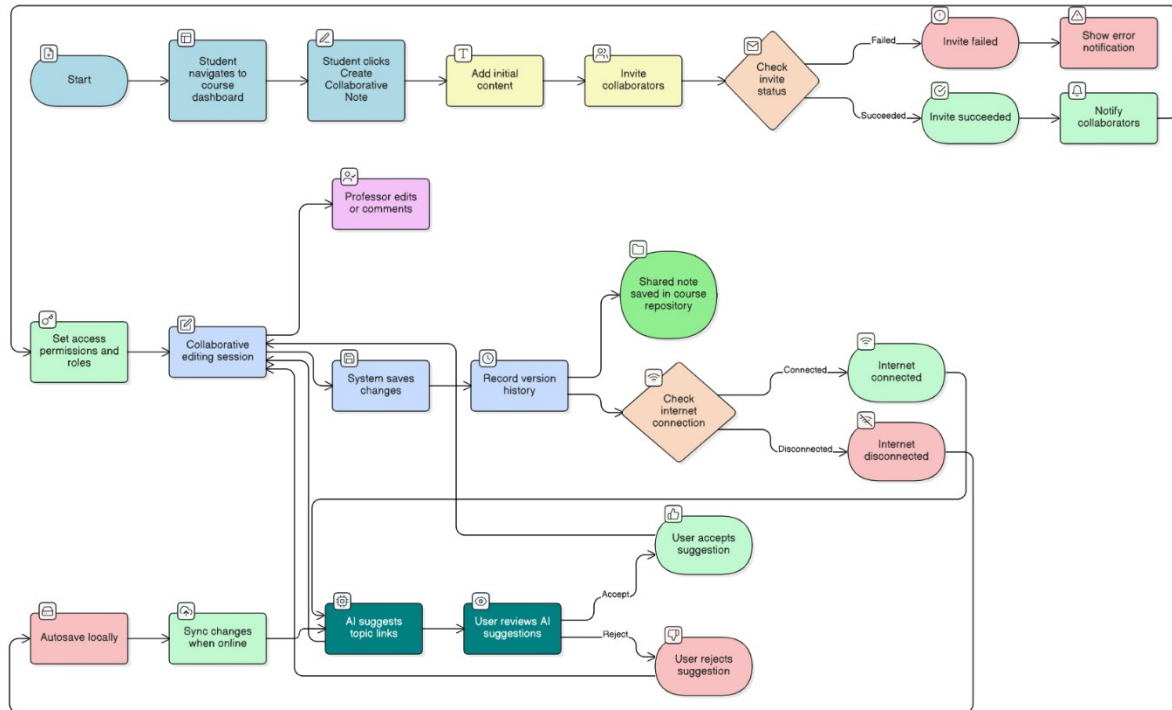 Start
Student
navigates to
course
dashboard
Student clicks
Create
Collaborative
Note
Add initial
content
Invite
collaborators
Check
invite
status
Failed
Invite failed
Show error
notification
Succeeded
Invite succeeded
Notify
collaborators
Professor edits
or comments
Shared note
saved in course
repository
Set access
permissions and
roles
Collaborative
editing session
System saves
changes
Record version
history
Check
internet
connection
Connected
Internet
connected
Disconnected
Internet
disconnected
User accepts
suggestion
Autosave locally
Sync changes
when online
AI suggests
topic links
User reviews AI
suggestions
Accept
Reject
User rejects
suggestion